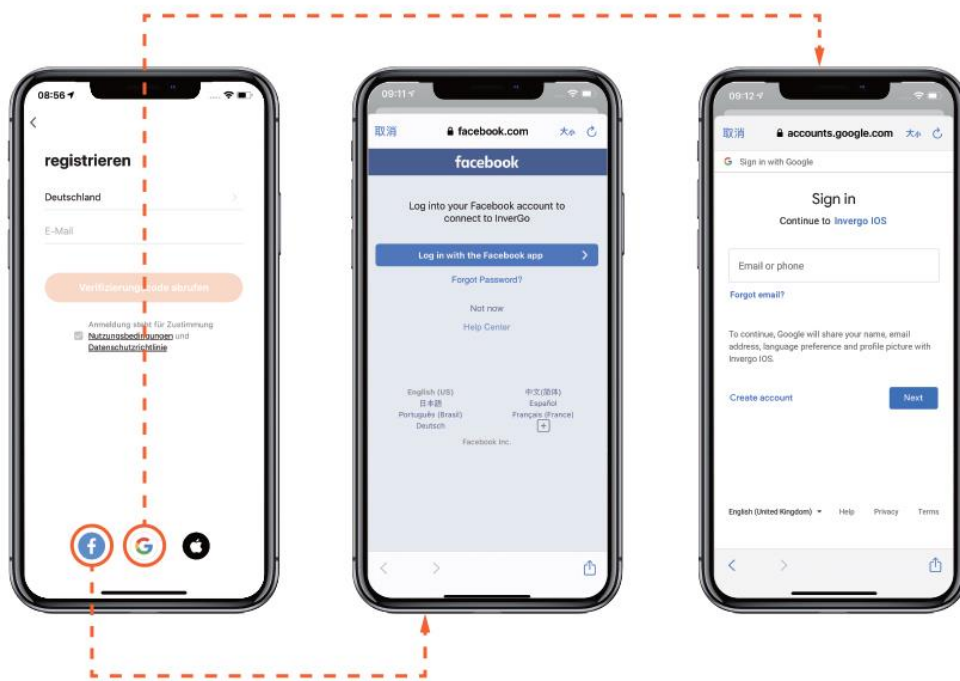 08:56
registrieren
Deutschland
E-Mail
Verifizierungscode abrufen
Anmeldung steht für Zustimmung
Nutzungsbedingungen und
Datenschutzrichtlinie
09:11
取消
facebook.com
大小
facebook
Log into your Facebook account to
connect to InverGo
Log in with the Facebook app
Forgot Password?
Not now
Help Center
English (US) 中文(简体)
日本語 Español
Português (Brasil) Français (France)
Deutsch
Facebook Inc.
09:12
取消
accounts.google.com
大小
G Sign in with Google
Sign in
Continue to Invergo IOS
Email or phone
Forgot email?
To continue, Google will share your name, email
address, language preference and profile picture with
Invergo IOS.
Create account Next
English (United Kingdom) Help Privacy Terms